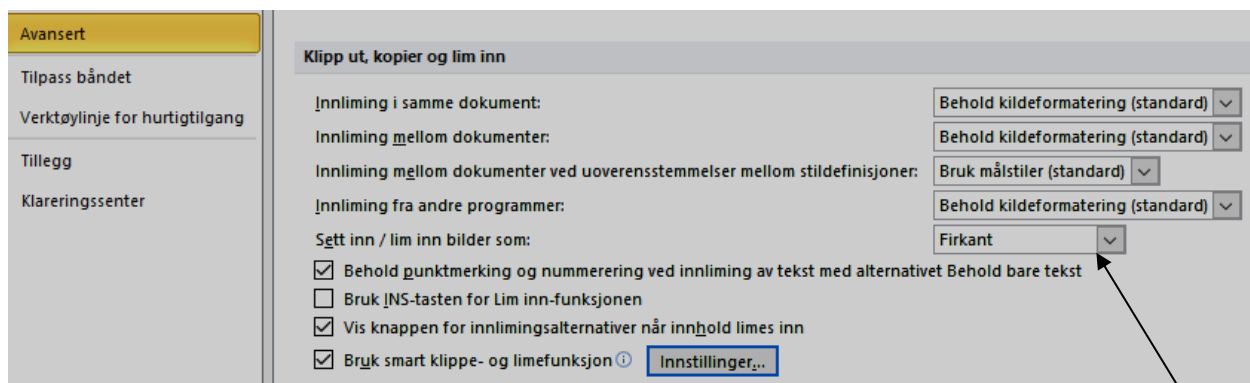 Avansert
Tilpass båndet
Verktøylinje for hurtigtilgang
Tillegg
Klareringssenter
Klipp ut, kopier og lim inn
Innliming i samme dokument: Behold kildeformatering (standard)
Innliming mellom dokumenter: Behold kildeformatering (standard)
Innliming mellom dokumenter ved uoverensstemmelser mellom stildefinisjoner: Bruk målstiler (standard)
Innliming fra andre programmer: Behold kildeformatering (standard)
Sett inn / lim inn bilder som: Firkant
Behold punktmerking og nummerering ved innliming av tekst med alternativet Behold bare tekst
Bruk INS-tasten for Lim inn-funksjonen
Vis knappen for innlimingsalternativer når innhold limes inn
Bruk smart klippe- og limefunksjon Innstillinger...